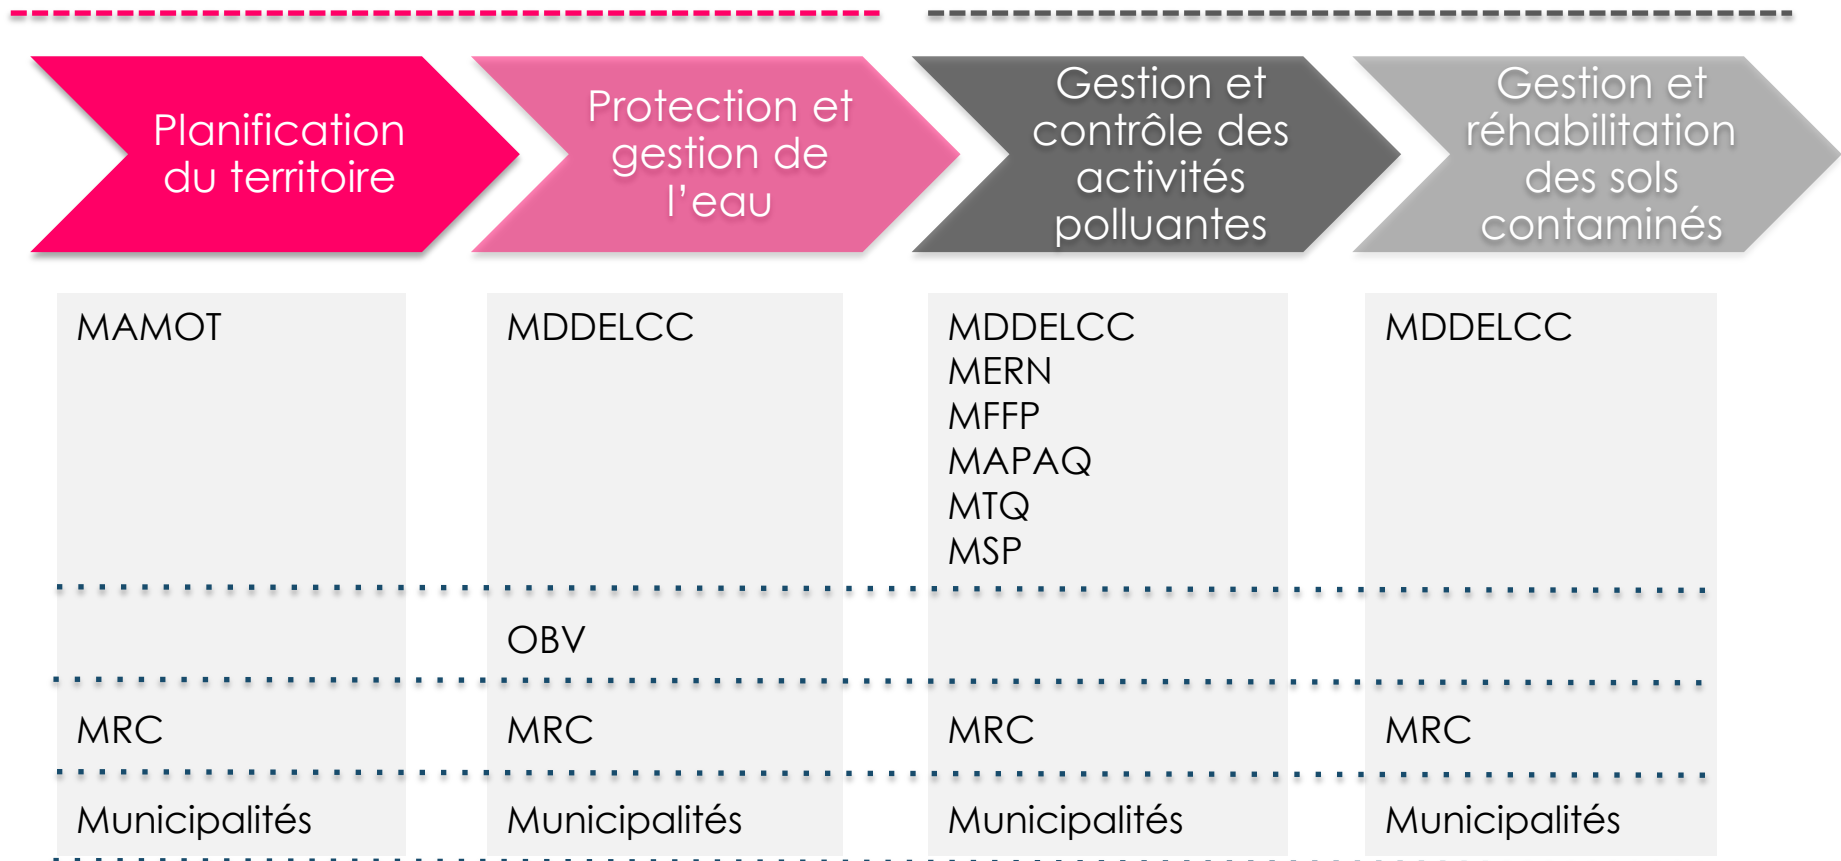 Planification
du territoire
Protection et
gestion de
l’eau
Gestion et
contrôle des
activités
polluantes
Gestion et
réhabilitation
des sols
contaminés
MAMOT
MDDELCC
MDDELCC
MERN
MFFP
MAPAQ
MTQ
MSP
MDDELCC
OBV
MRC
MRC
MRC
MRC
Municipalités
Municipalités
Municipalités
Municipalités